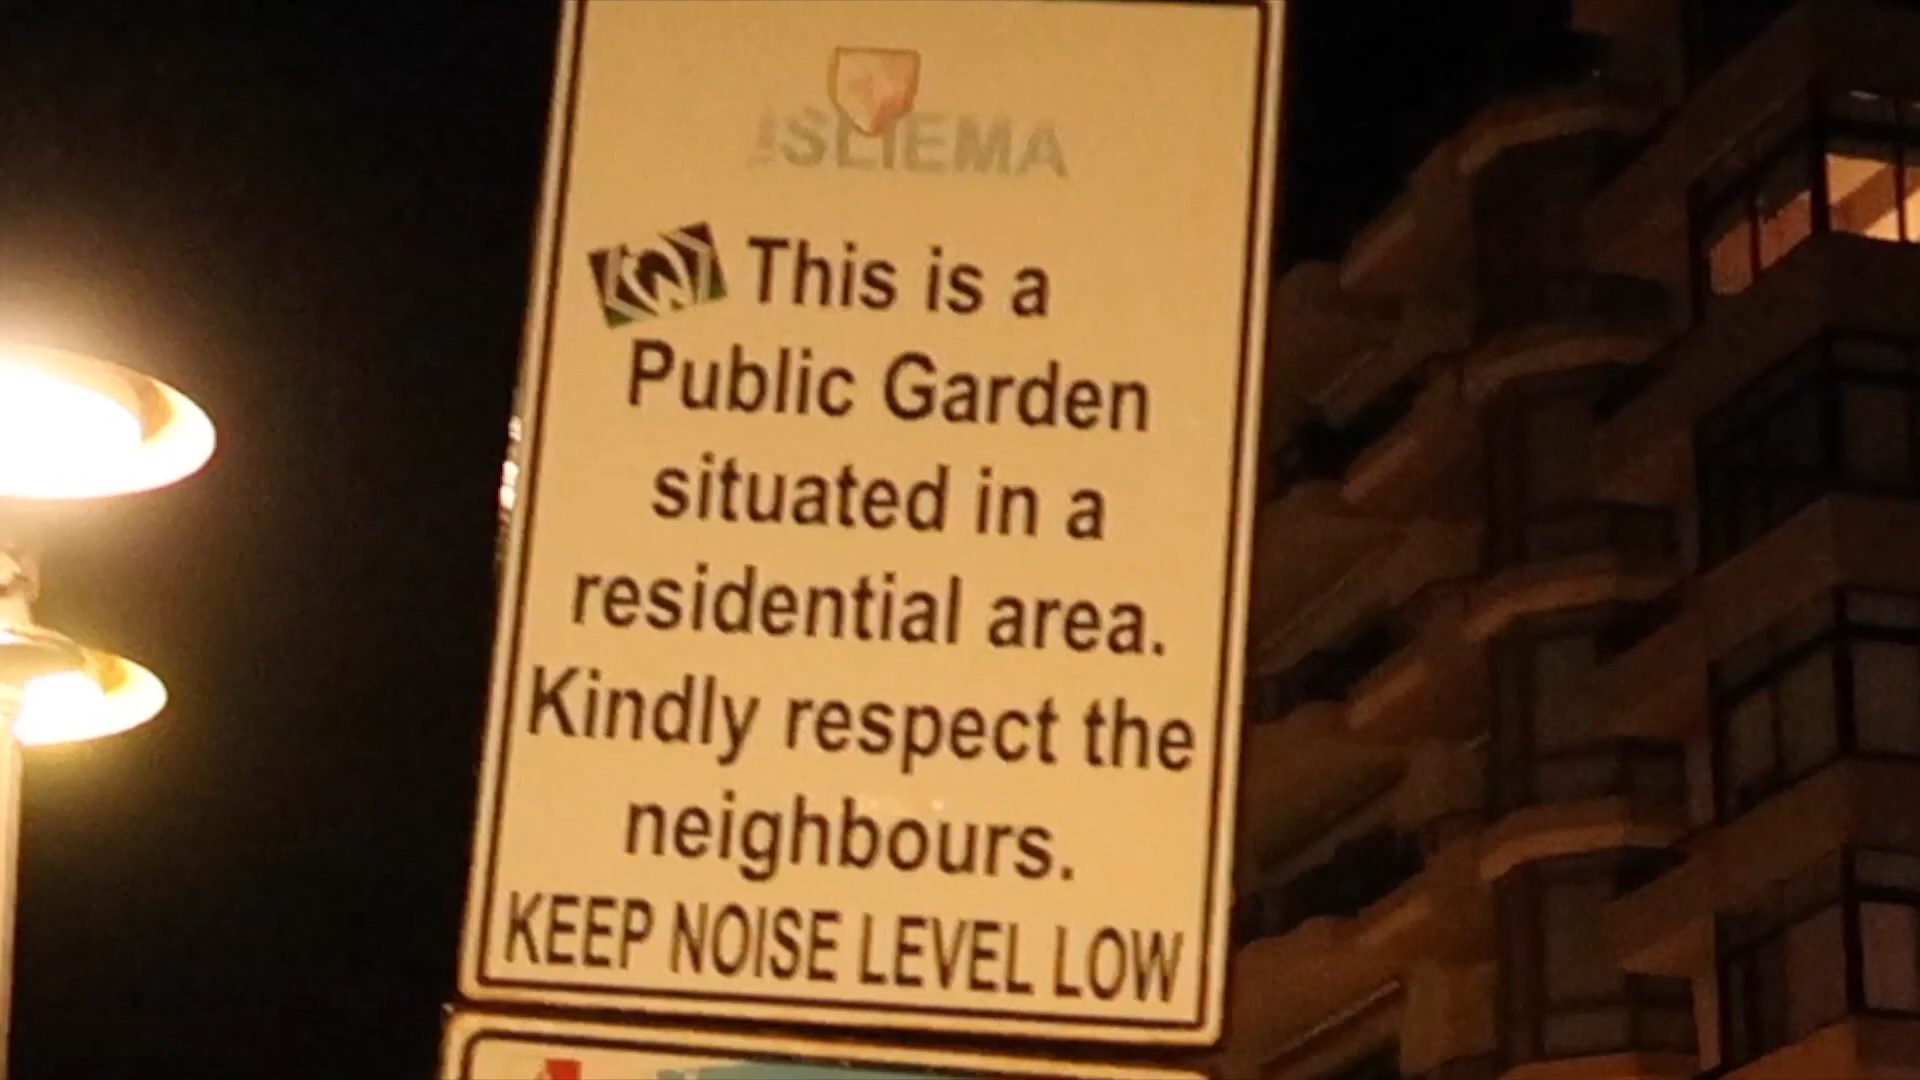 SLIEMA
This is a
Public Garden
situated in a
residential area.
Kindly respect the
neighbours.
KEEP NOISE LEVEL LOW